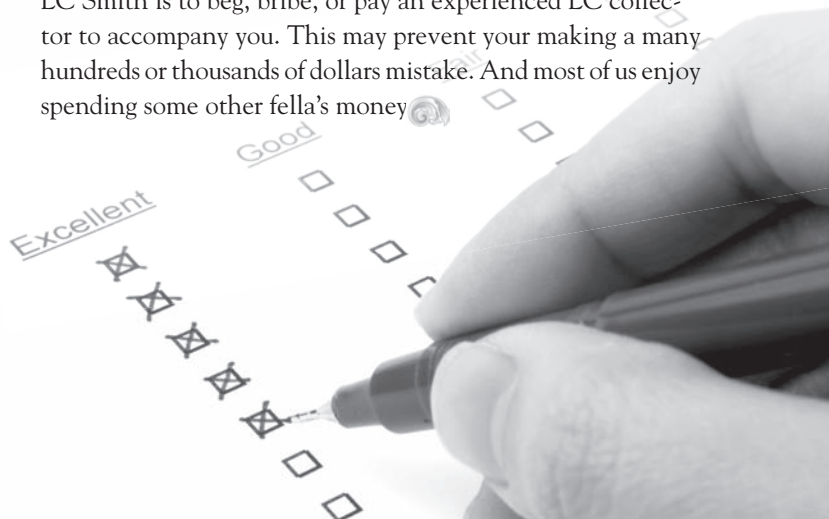 LC Smith is to beg, bribe, or pay an experienced LC collec-
tor to accompany you. This may prevent your making a many
hundreds or thousands of dollars mistake. And most of us enjoy
spending some other fella's money
Fair
Good
Excellent